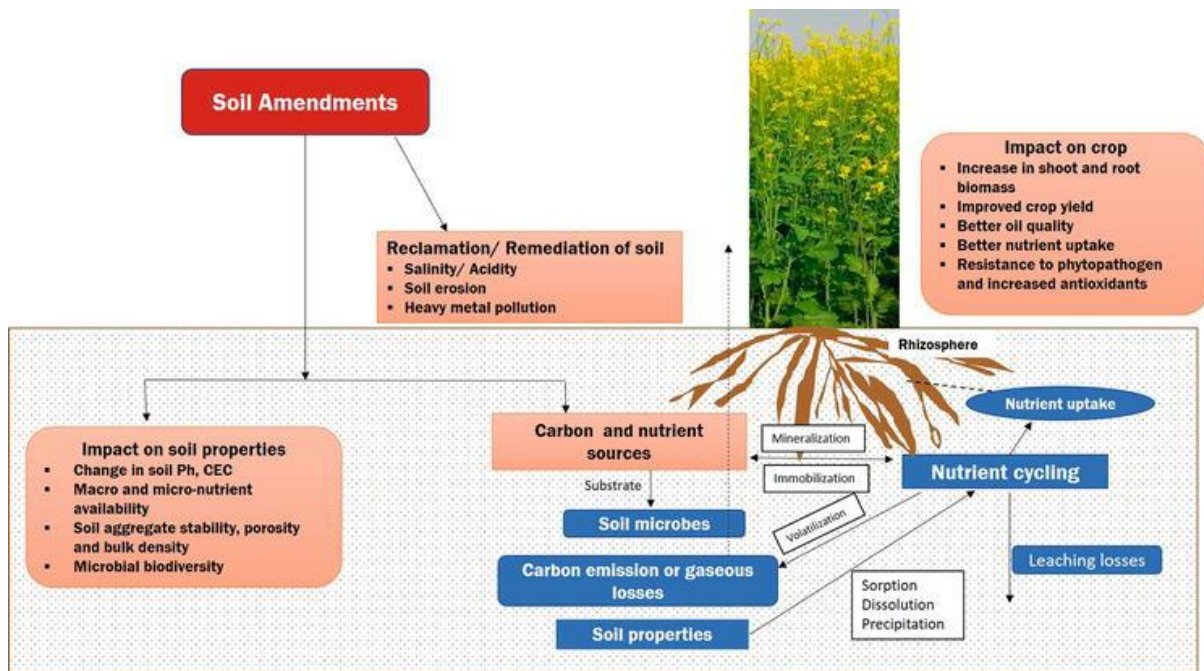 Soil Amendments
Reclamation/ Remediation of soil
▪ Salinity/ Acidity
▪ Soil erosion
▪ Heavy metal pollution
Impact on crop
▪ Increase in shoot and root
biomass
▪ Improved crop yield
▪ Better oil quality
▪ Better nutrient uptake
▪ Resistance to phytopathogen
and increased antioxidants
Rhizosphere
Nutrient uptake
Impact on soil properties
▪ Change in soil Ph, CEC
▪ Macro and micro-nutrient
availability
▪ Soil aggregate stability, porosity
and bulk density
▪ Microbial biodiversity
Carbon and nutrient
sources
Mineralization
Immobilization
Nutrient cycling
Substrate
Soil microbes
Volatilization
Carbon emission or gaseous
losses
Leaching losses
Sorption
Dissolution
Precipitation
Soil properties